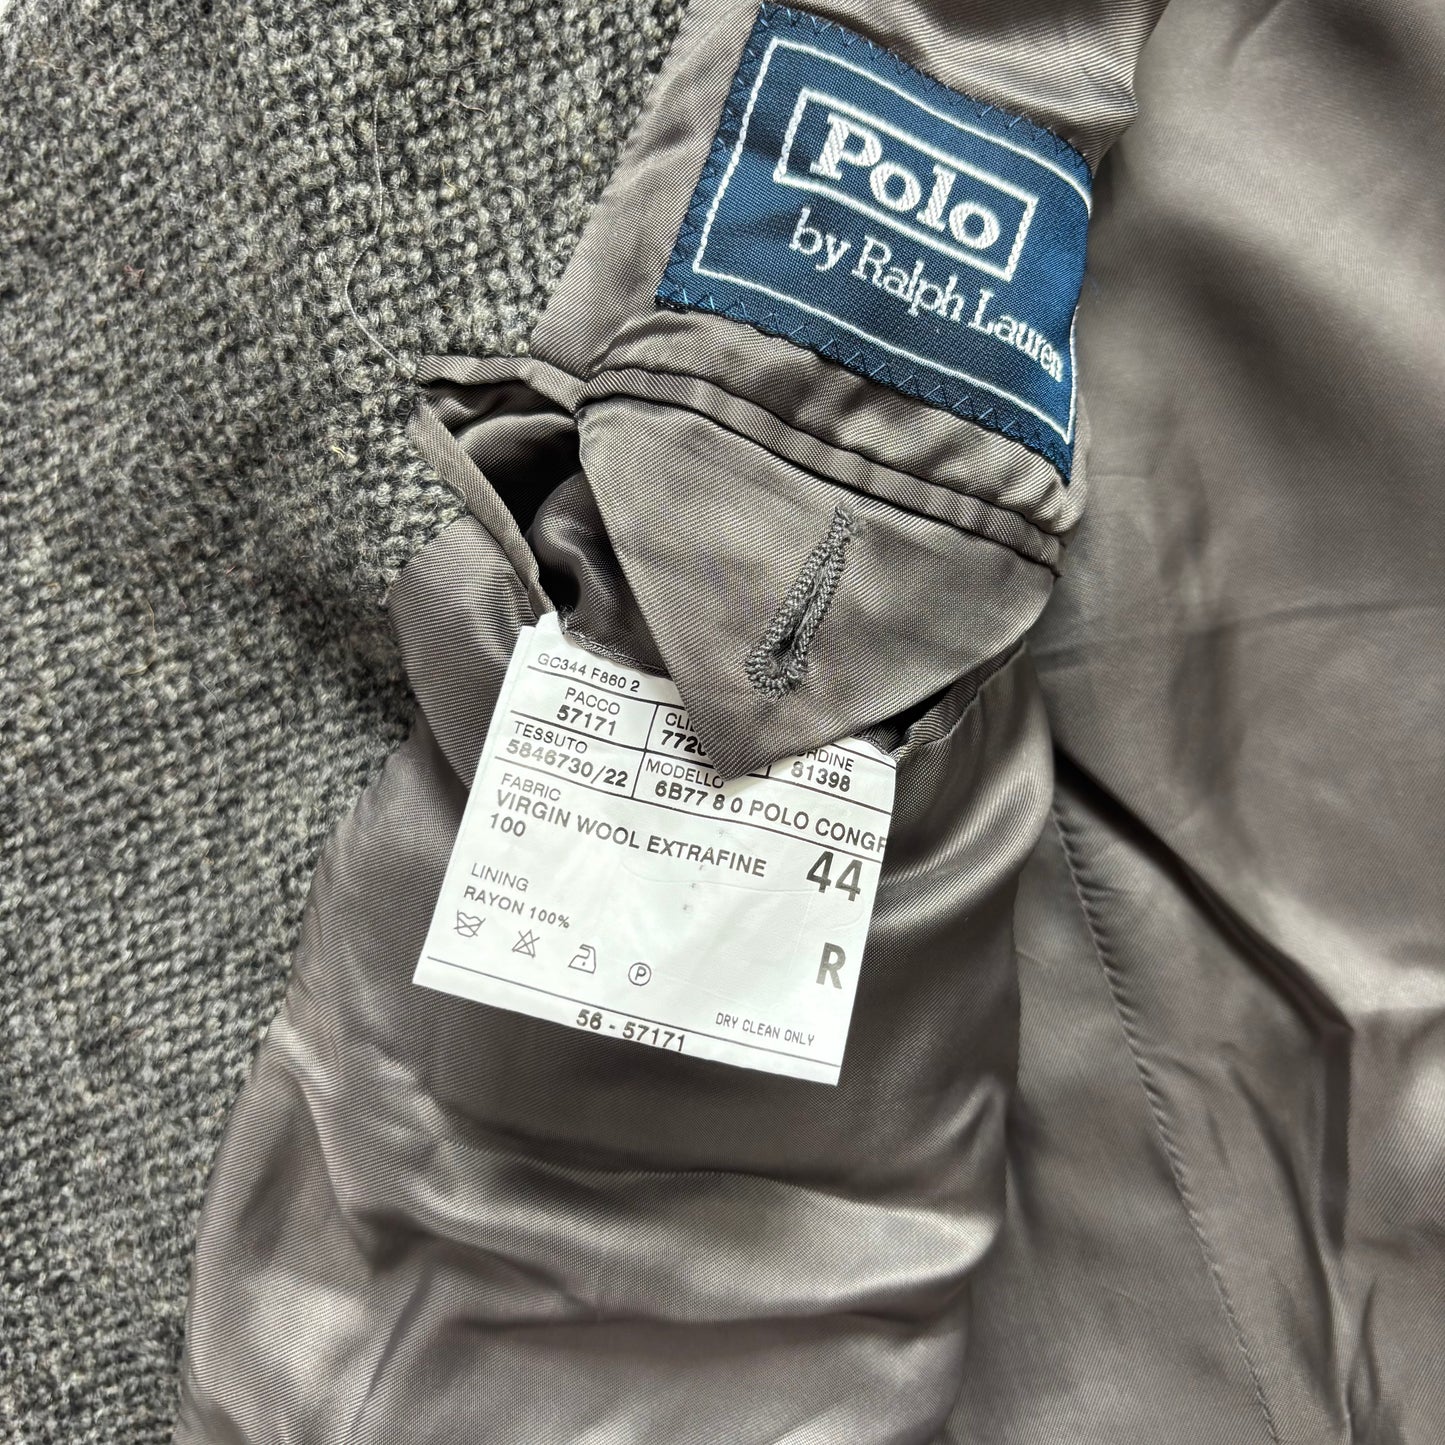 Polo
by Ralph Lauren
GC344 F860 2
PACCO
57171
81398
TESSUTO
5846730/22
MODELLO
6B77 8 0 POLO CONGR
FABRIC
VIRGIN WOOL EXTRAFINE
100
44
LINING
RAYON 100%
P
R
DRY CLEAN ONLY
56 - 57171